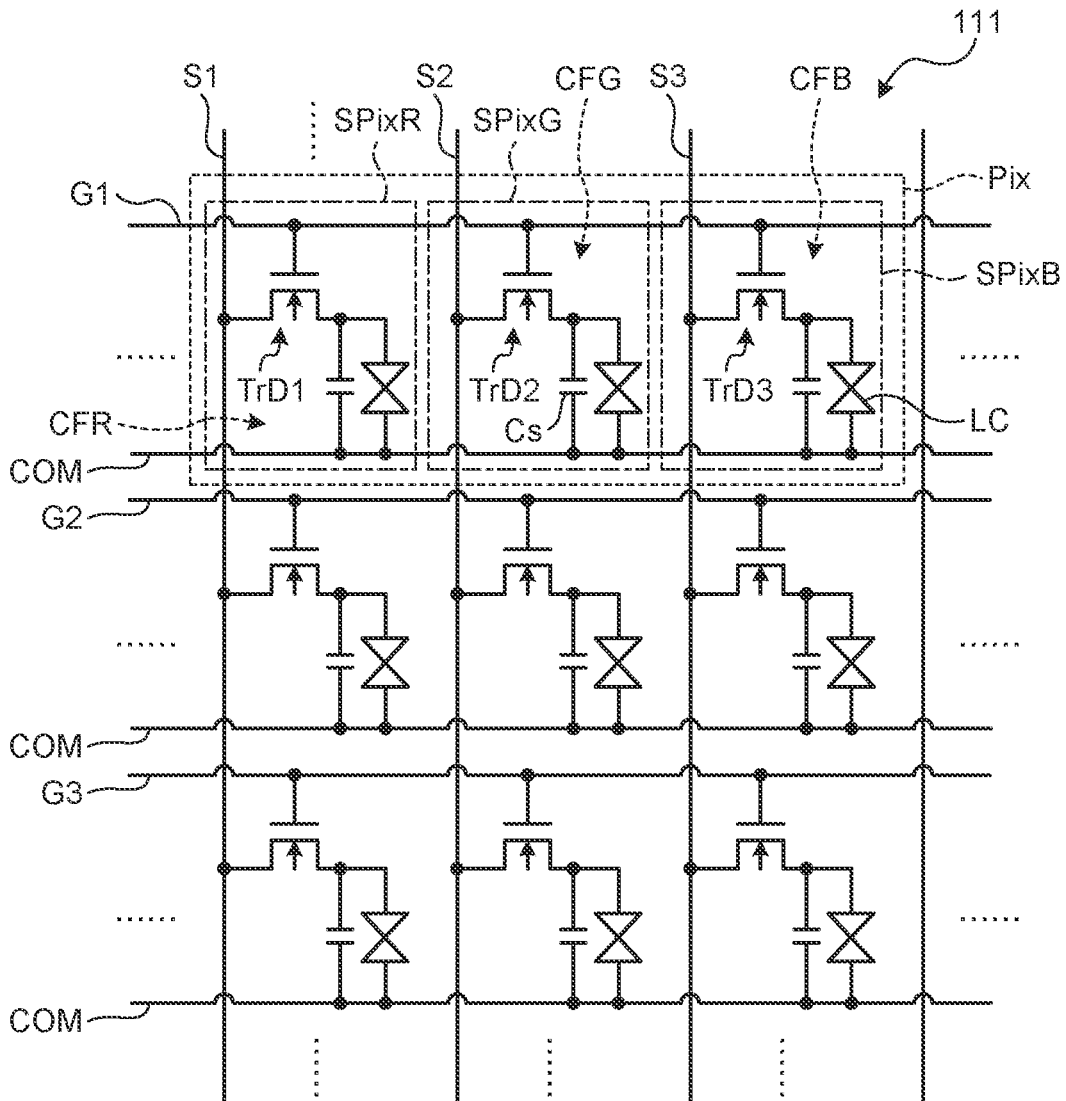 111
S1
S2
CFG
S3
CFB
SPixR
SPixG
Pix
G1
SPixB
TrD1
TrD2
TrD3
CFR
Cs
LC
COM
G2
COM
G3
COM